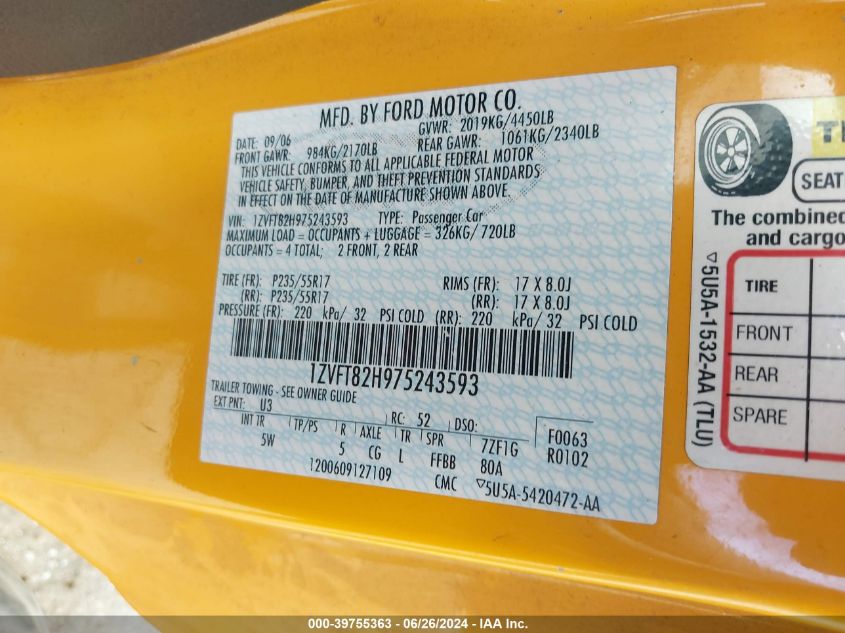 MFD. BY FORD MOTOR CO.
DATE: 09/06 GVWR: 2019KG/4450LB
FRONT GAWR: 984KG/2170LB REAR GAWR: 1061KG/2340LB
THIS VEHICLE CONFORMS TO ALL APPLICABLE FEDERAL MOTOR
VEHICLE SAFETY, BUMPER, AND THEFT PREVENTION STANDARDS
IN EFFECT ON THE DATE OF MANUFACTURE SHOWN ABOVE.
VIN: 1ZVFT82H975243593 TYPE: Passenger Car
MAXIMUM LOAD = OCCUPANTS + LUGGAGE = 326KG/720LB
OCCUPANTS = 4 TOTAL; 2 FRONT, 2 REAR
TIRE (FR): P235/55R17 RIMS (FR): 17 X 8.0J
(RR): P235/55R17 (RR): 17 X 8.0J
PRESSURE (FR): 220 kPa/ 32 PSI COLD (RR): 220 kPa/ 32 PSI COLD
1ZVFT82H975243593
TRAILER TOWING - SEE OWNER GUIDE
EXT PNT: U3 RC: 52 DSO: F0063
INT TR TP/PS R AXLE TR SPR 7ZF1G R0102
5W 5 CG L FFBB 80A
1200609127109 CMC ▽5U5A-5420472-AA
▽5U5A-1532-AA (TLU)
SEAT
The combined
and cargo
TIRE
FRONT
REAR
SPARE
000-39755363 - 06/26/2024 - IAA Inc.